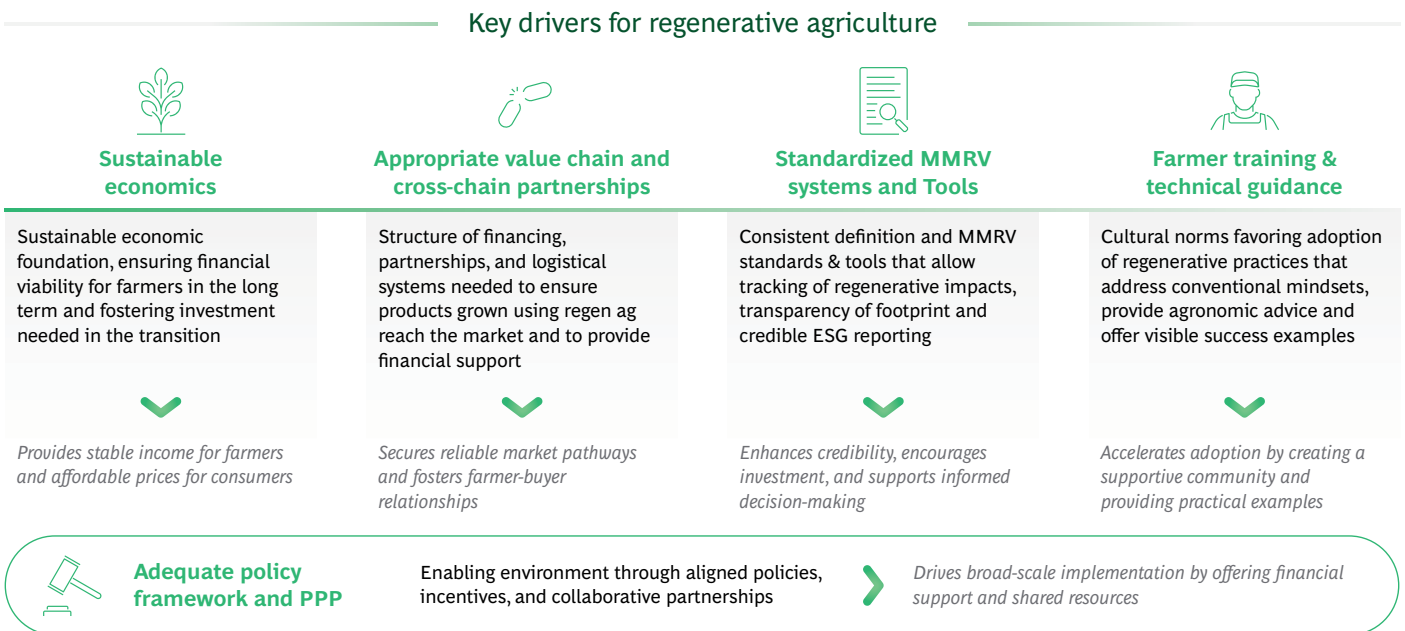 Key drivers for regenerative agriculture
Sustainable
economics
Sustainable economic
foundation, ensuring financial
viability for farmers in the long
term and fostering investment
needed in the transition
Provides stable income for farmers
and affordable prices for consumers
Appropriate value chain and
cross-chain partnerships
Structure of financing,
partnerships, and logistical
systems needed to ensure
products grown using regen ag
reach the market and to provide
financial support
Secures reliable market pathways
and fosters farmer-buyer
relationships
Standardized MMRV
systems and Tools
Consistent definition and MMRV
standards & tools that allow
tracking of regenerative impacts,
transparency of footprint and
credible ESG reporting
Enhances credibility, encourages
investment, and supports informed
decision-making
Farmer training &
technical guidance
Cultural norms favoring adoption
of regenerative practices that
address conventional mindsets,
provide agronomic advice and
offer visible success examples
Accelerates adoption by creating a
supportive community and
providing practical examples
Adequate policy
framework and PPP
Enabling environment through aligned policies,
incentives, and collaborative partnerships
Drives broad-scale implementation by offering financial
support and shared resources